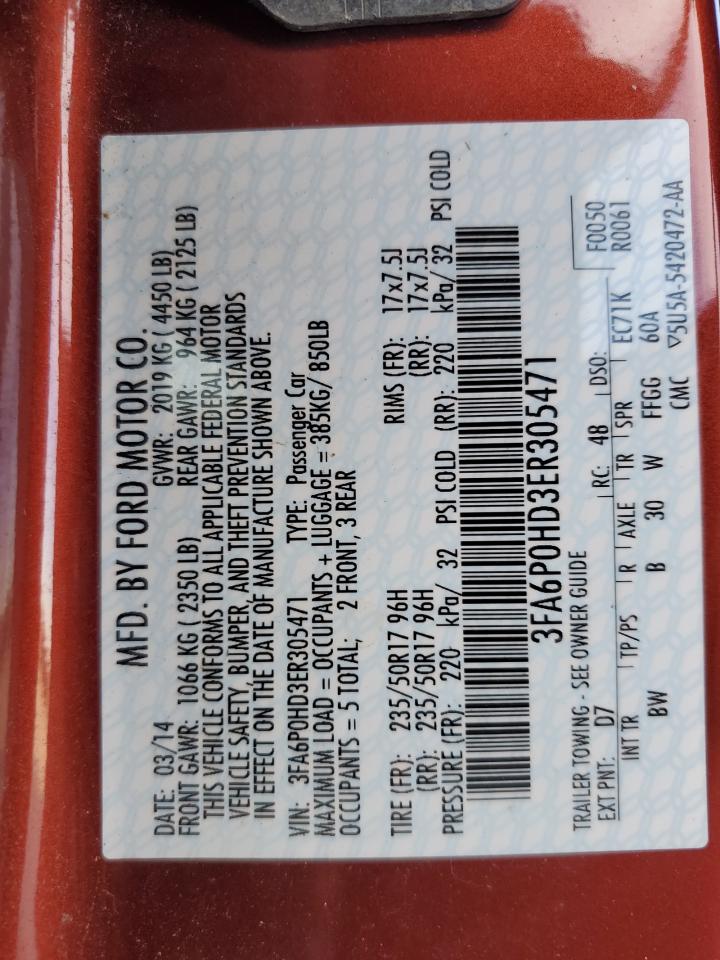 MFD. BY FORD MOTOR CO.
DATE: 03/14 GVWR: 2019 KG ( 4450 LB)
FRONT GAWR: 1066 KG ( 2350 LB) REAR GAWR: 964 KG ( 2125 LB)
THIS VEHICLE CONFORMS TO ALL APPLICABLE FEDERAL MOTOR
VEHICLE SAFETY, BUMPER, AND THEFT PREVENTION STANDARDS
IN EFFECT ON THE DATE OF MANUFACTURE SHOWN ABOVE.
VIN: 3FA6P0HD3ER305471 TYPE: Passenger Car
MAXIMUM LOAD = OCCUPANTS + LUGGAGE = 385KG/ 850LB
OCCUPANTS = 5 TOTAL; 2 FRONT, 3 REAR
TIRE (FR): 235/50R17 96H RIMS (FR): 17x7.5J
(RR): 235/50R17 96H (RR): 17x7.5J
PRESSURE (FR): 220 kPa/ 32 PSI COLD (RR): 220 kPa/ 32 PSI COLD
3FA6P0HD3ER305471
TRAILER TOWING - SEE OWNER GUIDE F0050
EXT PNT: D7 RC: 48 DSO: R0061
INT TR TP/PS R AXLE TR SPR EC71K
BW B 30 W FFGG 60A
CMC ▽5U5A-5420472-AA